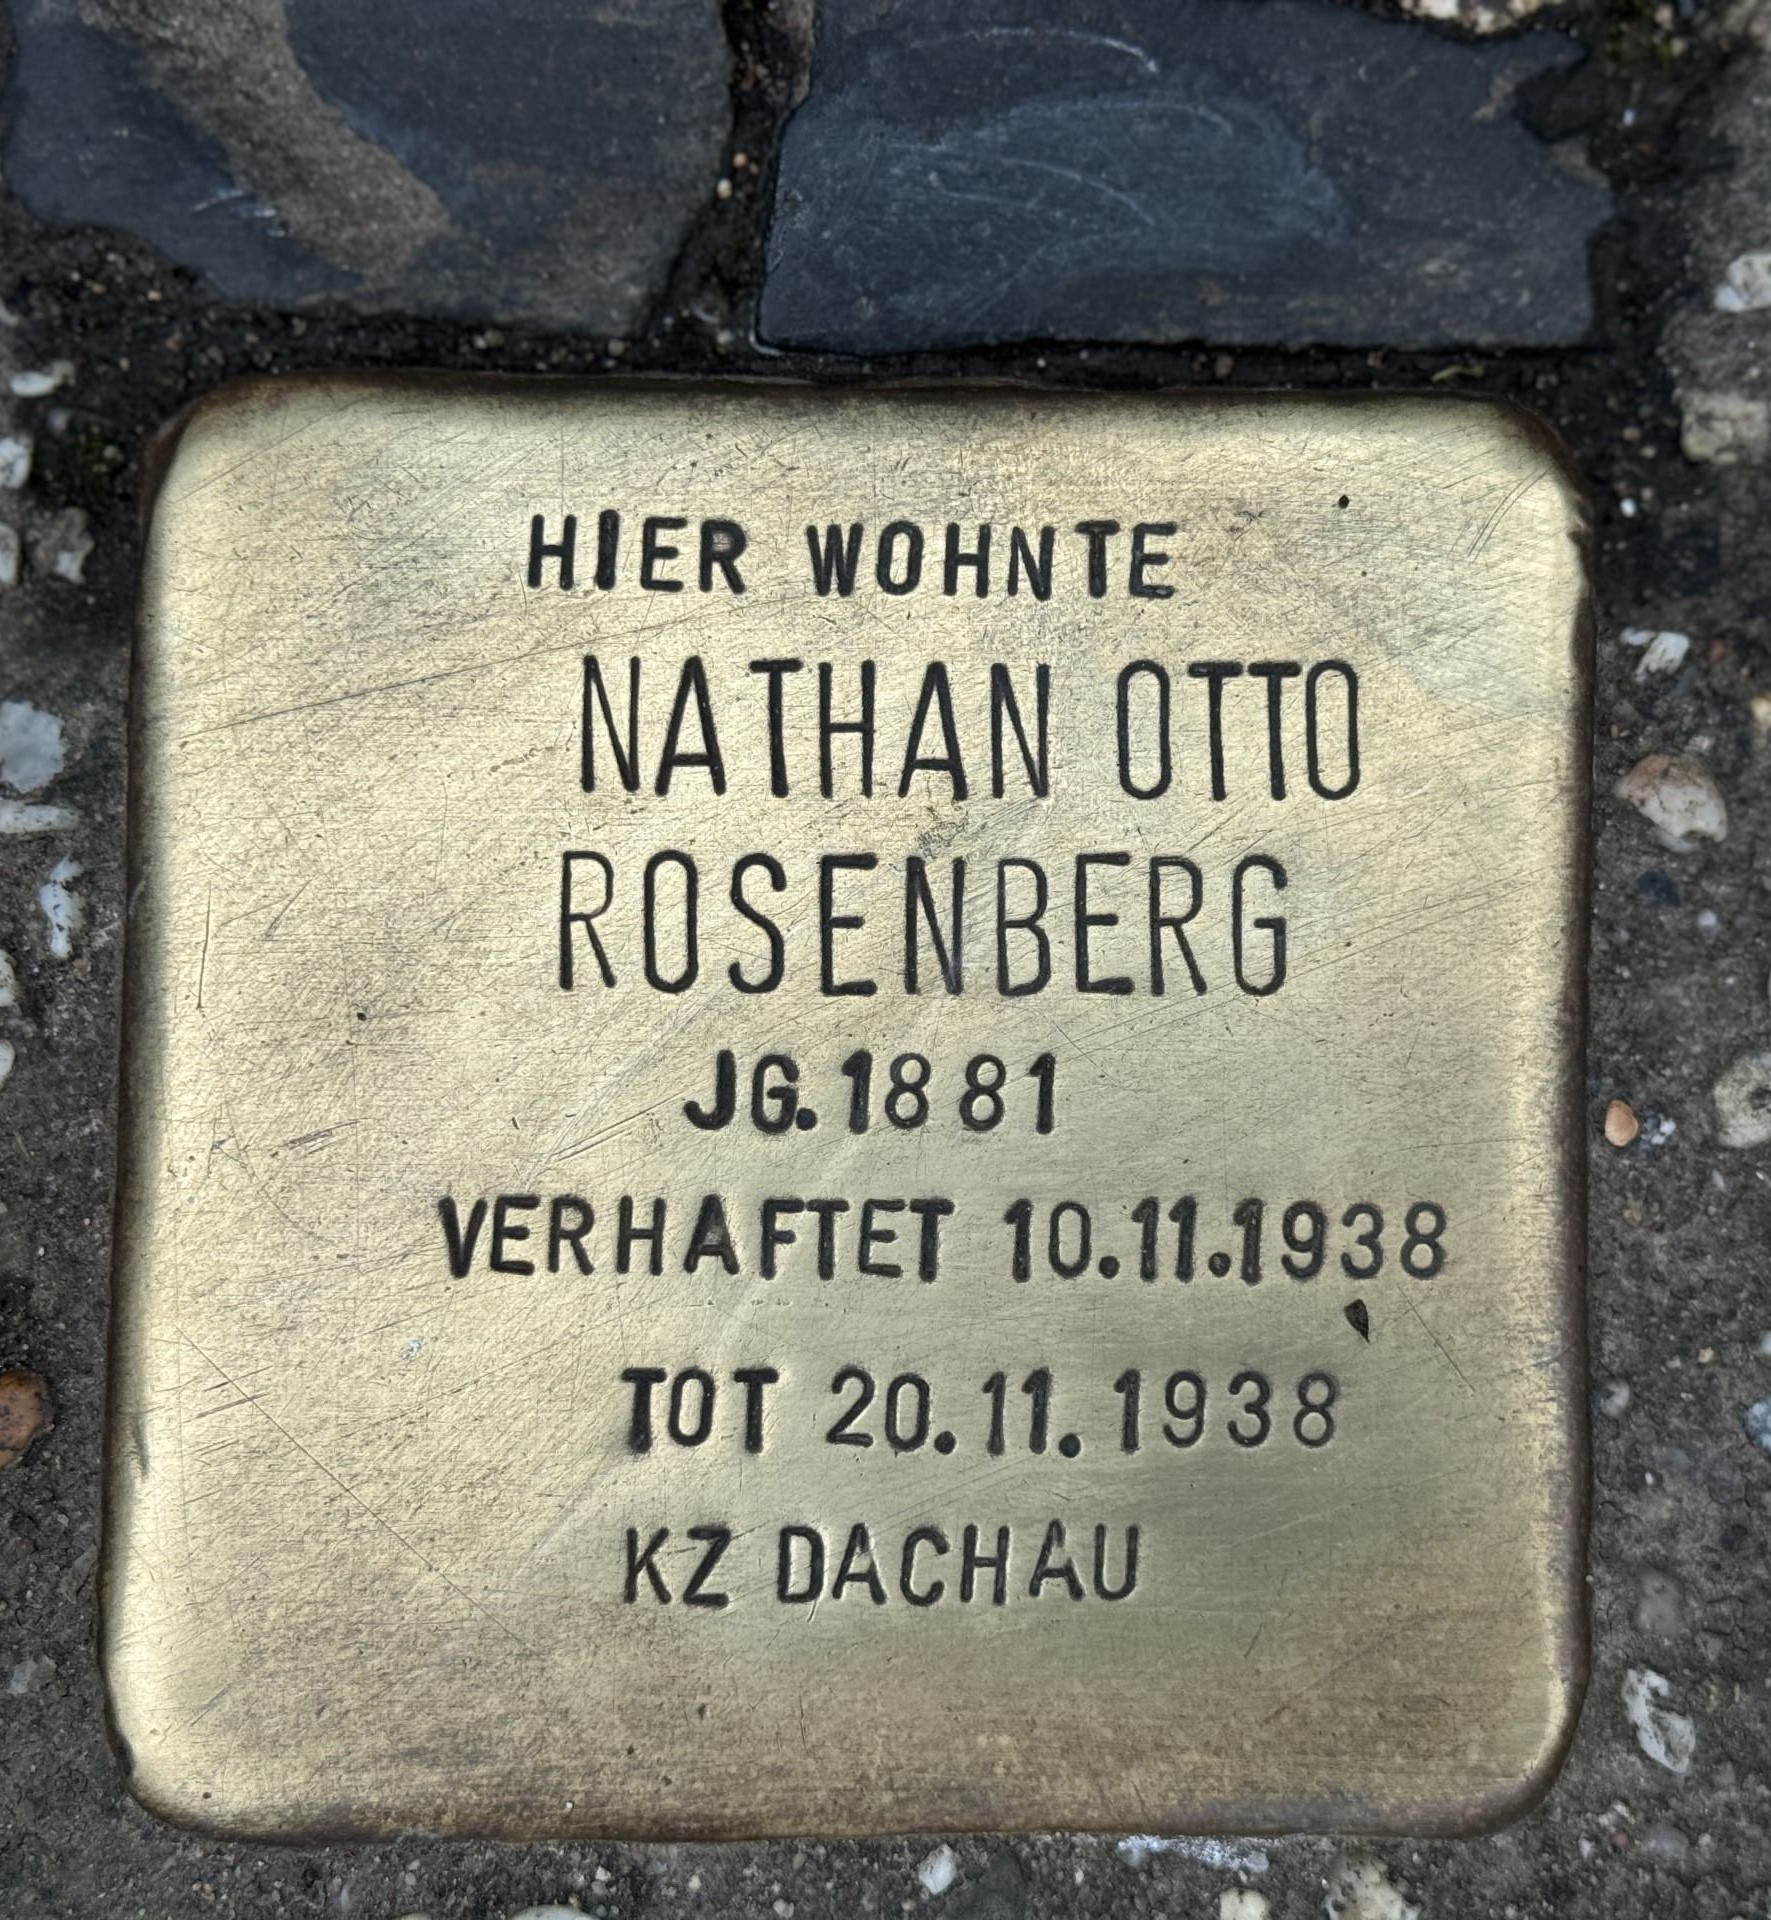 HIER WOHNTE
NATHAN OTTO
ROSENBERG
JG. 1881
VERHAFTET 10.11.1938
TOT 20.11.1938
KZ DACHAU